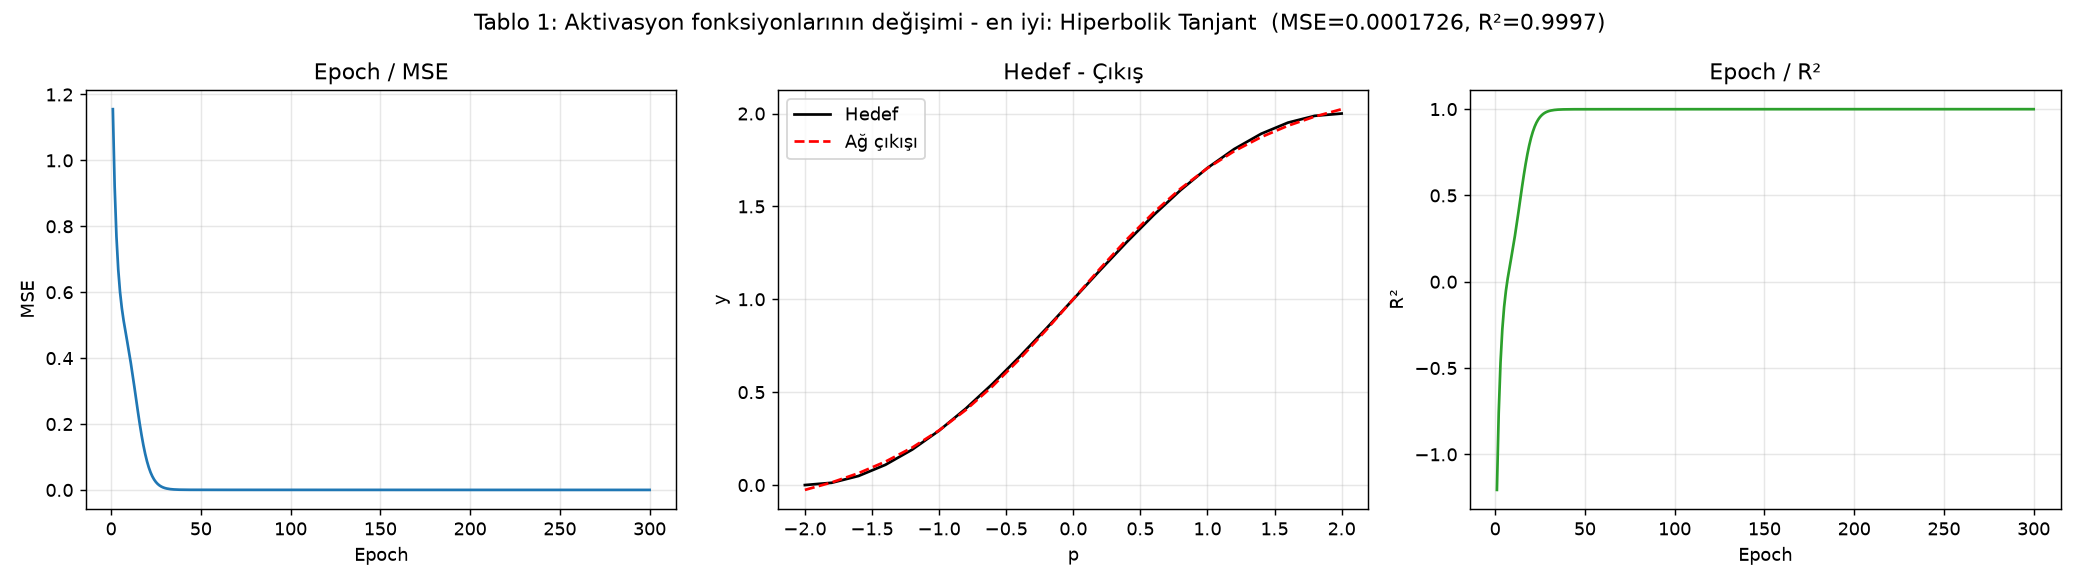 Tablo 1: Aktivasyon fonksiyonlarının değişimi - en iyi: Hiperbolik Tanjant (MSE=0.0001726, R²=0.9997)
Epoch / MSE
1.2
1.0
0.8
0.6
0.4
0.2
0.0
MSE
0 50 100 150 200 250 300
Epoch
Hedef - Çıkış
Hedef
Ağ çıkışı
2.0
1.5
1.0
0.5
0.0
y
−2.0 −1.5 −1.0 −0.5 0.0 0.5 1.0 1.5 2.0
p
Epoch / R²
1.0
0.5
0.0
−0.5
−1.0
R²
0 50 100 150 200 250 300
Epoch